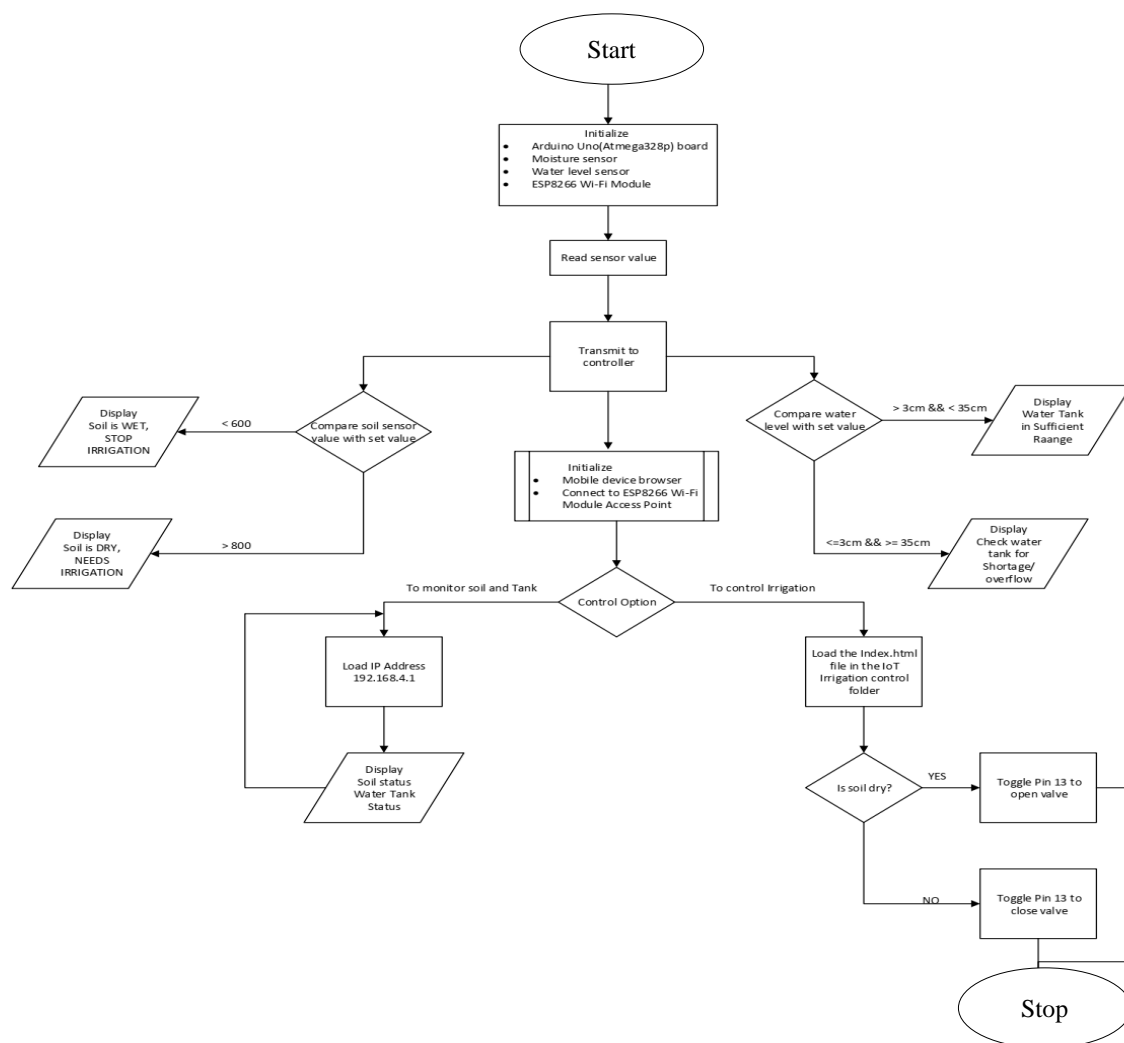 Start
Initialize
• Arduino Uno(Atmega328p) board
• Moisture sensor
• Water level sensor
• ESP8266 Wi-Fi Module
Read sensor value
Transmit to
controller
Display
Soil is WET,
STOP
IRRIGATION
< 600
Compare soil sensor
value with set value
Compare water
level with set value
> 3cm && < 35cm
Display
Water Tank
in Sufficient
Raange
Initialize
• Mobile device browser
• Connect to ESP8266 Wi-Fi
Module Access Point
Display
Soil is DRY,
NEEDS
IRRIGATION
> 800
<=3cm && >= 35cm
Display
Check water
tank for
Shortage/
overflow
To monitor soil and Tank
Control Option
To control Irrigation
Load IP Address
192.168.4.1
Load the Index.html
file in the IoT
Irrigation control
folder
Display
Soil status
Water Tank
Status
Is soil dry?
YES
Toggle Pin 13 to
open valve
NO
Toggle Pin 13 to
close valve
Stop